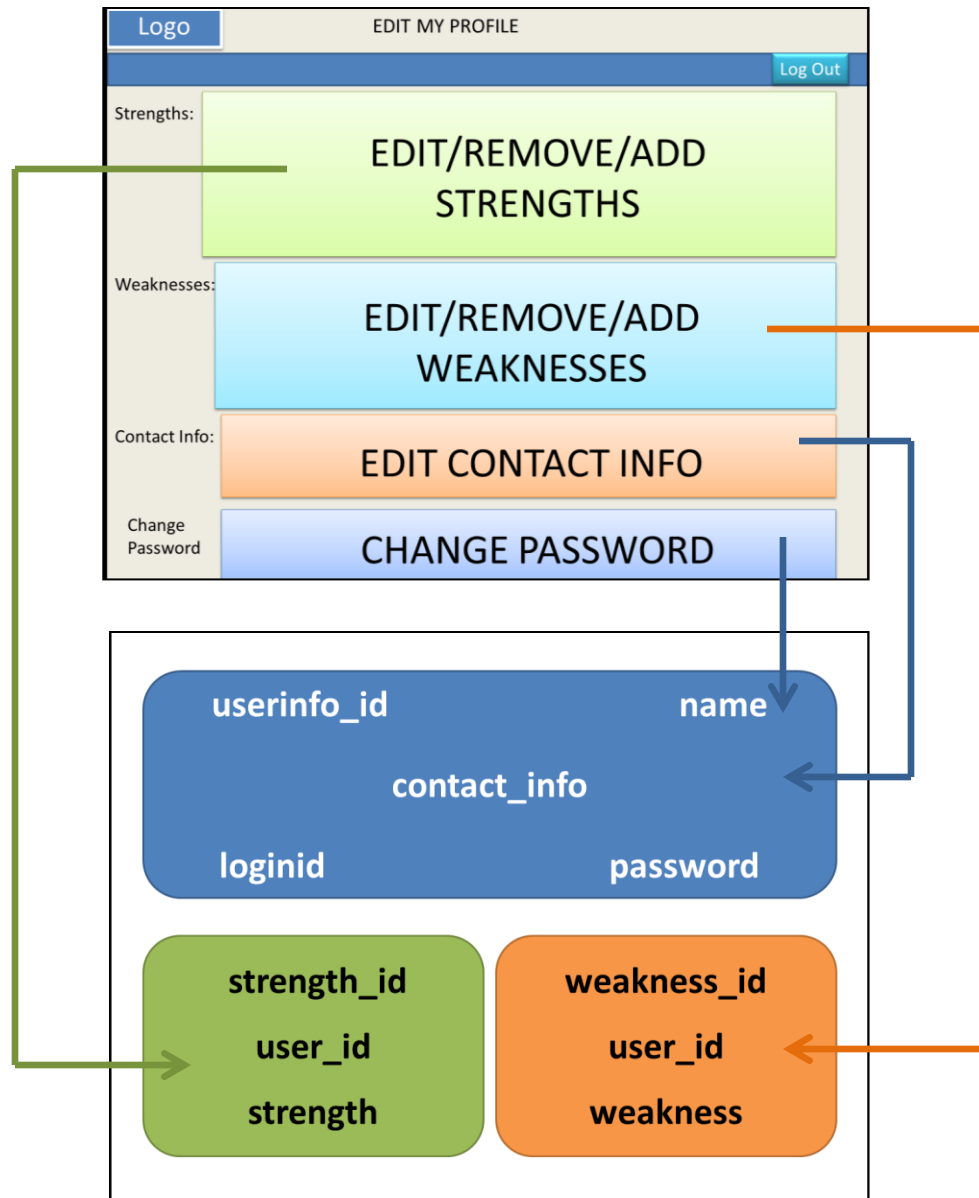 Logo
EDIT MY PROFILE
Log Out
Strengths:
EDIT/REMOVE/ADD
STRENGTHS
Weaknesses:
EDIT/REMOVE/ADD
WEAKNESSES
Contact Info:
EDIT CONTACT INFO
Change
Password
CHANGE PASSWORD
userinfo_id
name
contact_info
loginid
password
strength_id
user_id
strength
weakness_id
user_id
weakness